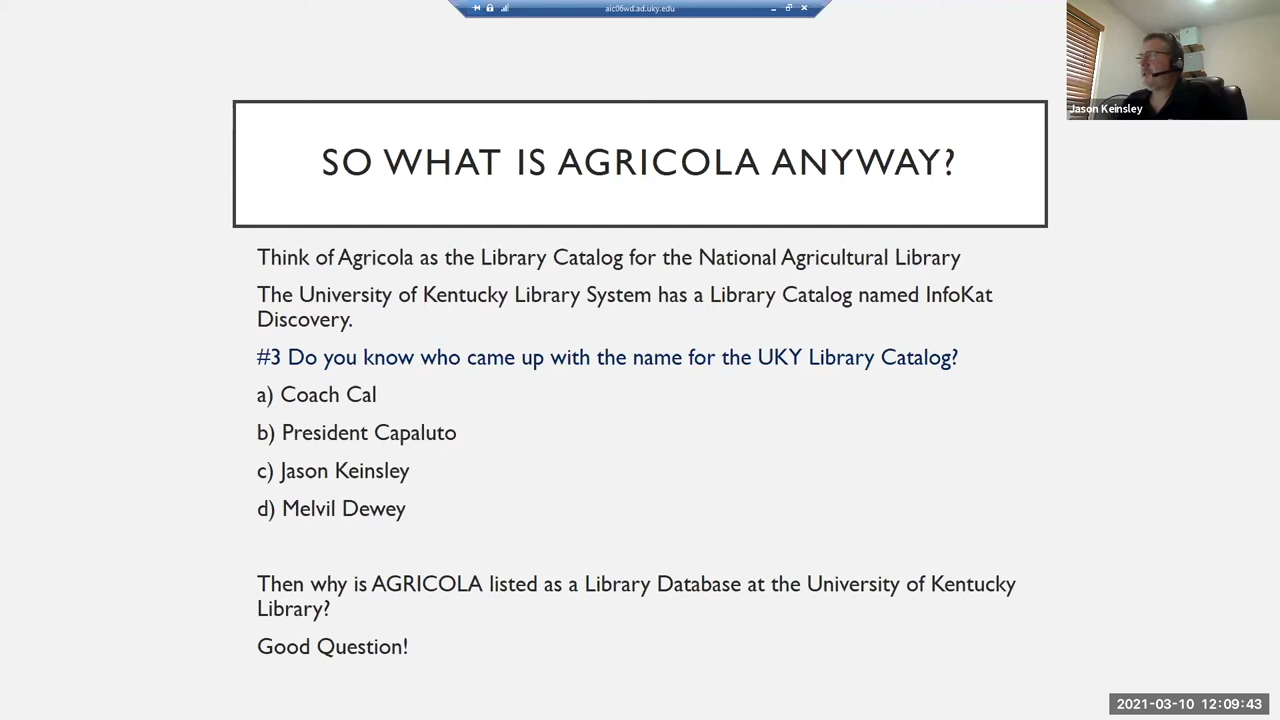 aic06wd.ad.uky.edu
Jason Keinsley
SO WHAT IS AGRICOLA ANYWAY?
Think of Agricola as the Library Catalog for the National Agricultural Library
The University of Kentucky Library System has a Library Catalog named InfoKat
Discovery.
#3 Do you know who came up with the name for the UKY Library Catalog?
a) Coach Cal
b) President Capaluto
c) Jason Keinsley
d) Melvil Dewey
Then why is AGRICOLA listed as a Library Database at the University of Kentucky
Library?
Good Question!
2021-03-10 12:09:43